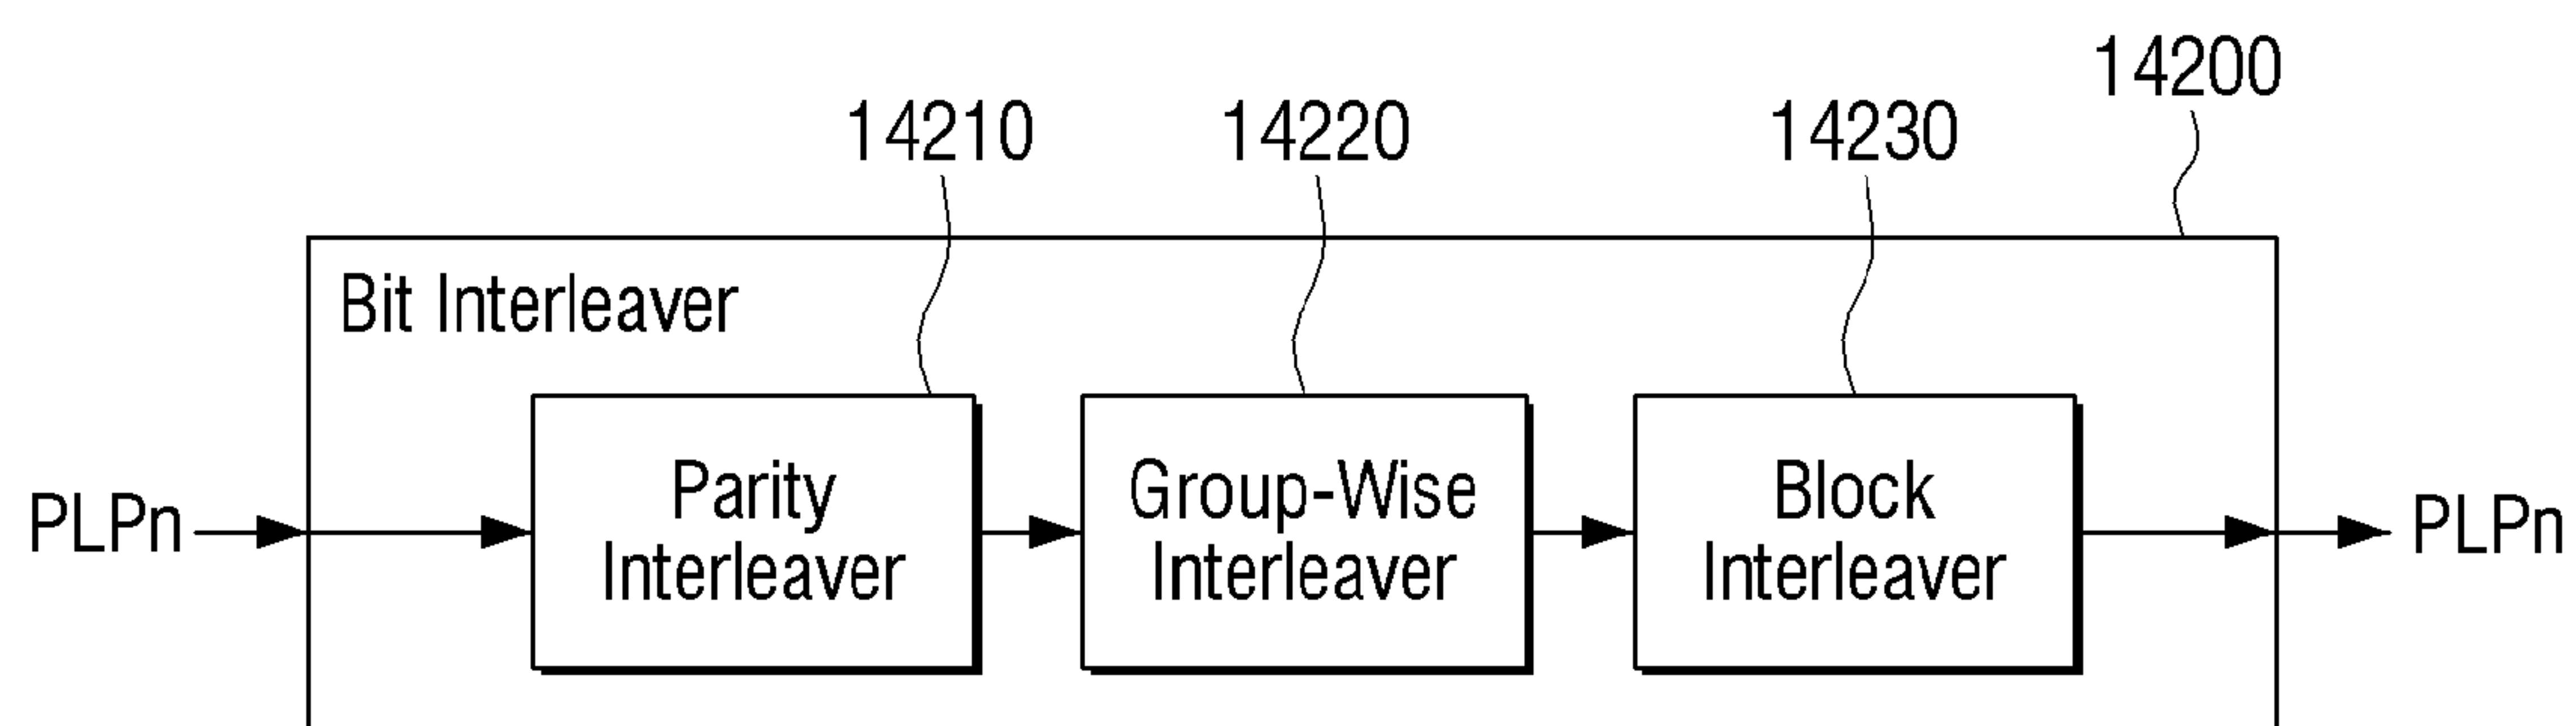 14200
14210 14220 14230
Bit Interleaver
PLPn
Parity
Interleaver
Group-Wise
Interleaver
Block
Interleaver
PLPn